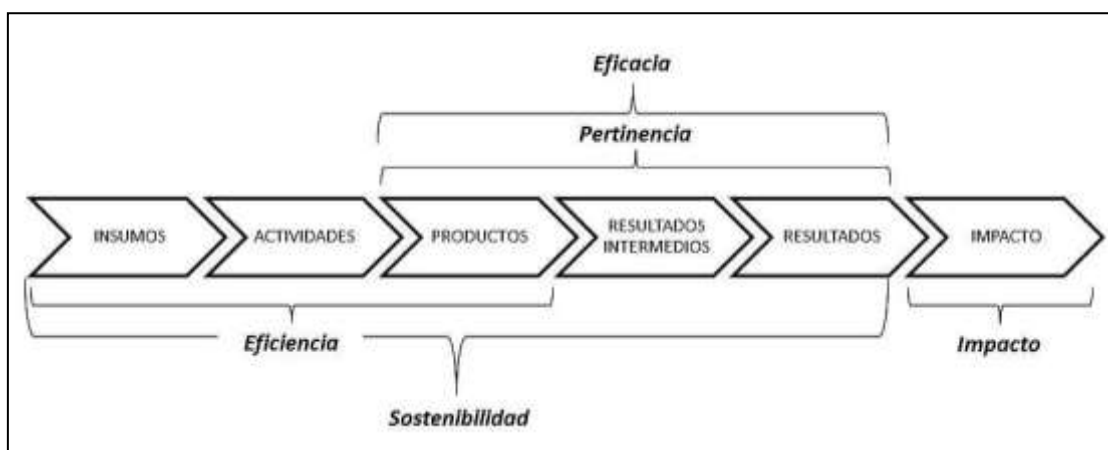 Eficacia
Pertinencia
INSUMOS
ACTIVIDADES
PRODUCTOS
RESULTADOS
INTERMEDIOS
RESULTADOS
IMPACTO
Eficiencia
Impacto
Sostenibilidad